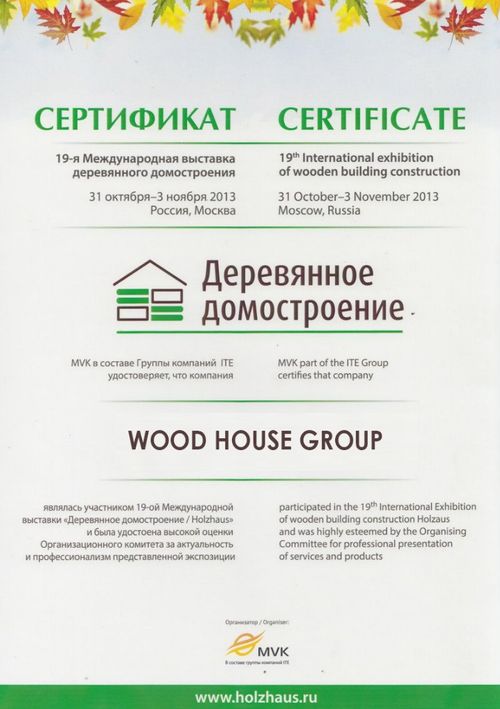 СЕРТИФИКАТ
19-я Международная выставка
деревянного домостроения
31 октября–3 ноября 2013
Россия, Москва
CERTIFICATE
19th International exhibition
of wooden building construction
31 October–3 November 2013
Moscow, Russia
Деревянное
домостроение
MVK в составе Группы компаний ITE
удостоверяет, что компания
MVK part of the ITE Group
certifies that company
WOOD HOUSE GROUP
являлась участником 19-ой Международной
выставки «Деревянное домостроение / Holzhaus»
и была удостоена высокой оценки
Организационного комитета за актуальность
и профессионализм представленной экспозиции
participated in the 19th International Exhibition
of wooden building construction Holzaus
and was highly esteemed by the Organising
Committee for professional presentation
of services and products
Организатор / Organiser:
MVK
В составе группы компаний ITE
www.holzhaus.ru